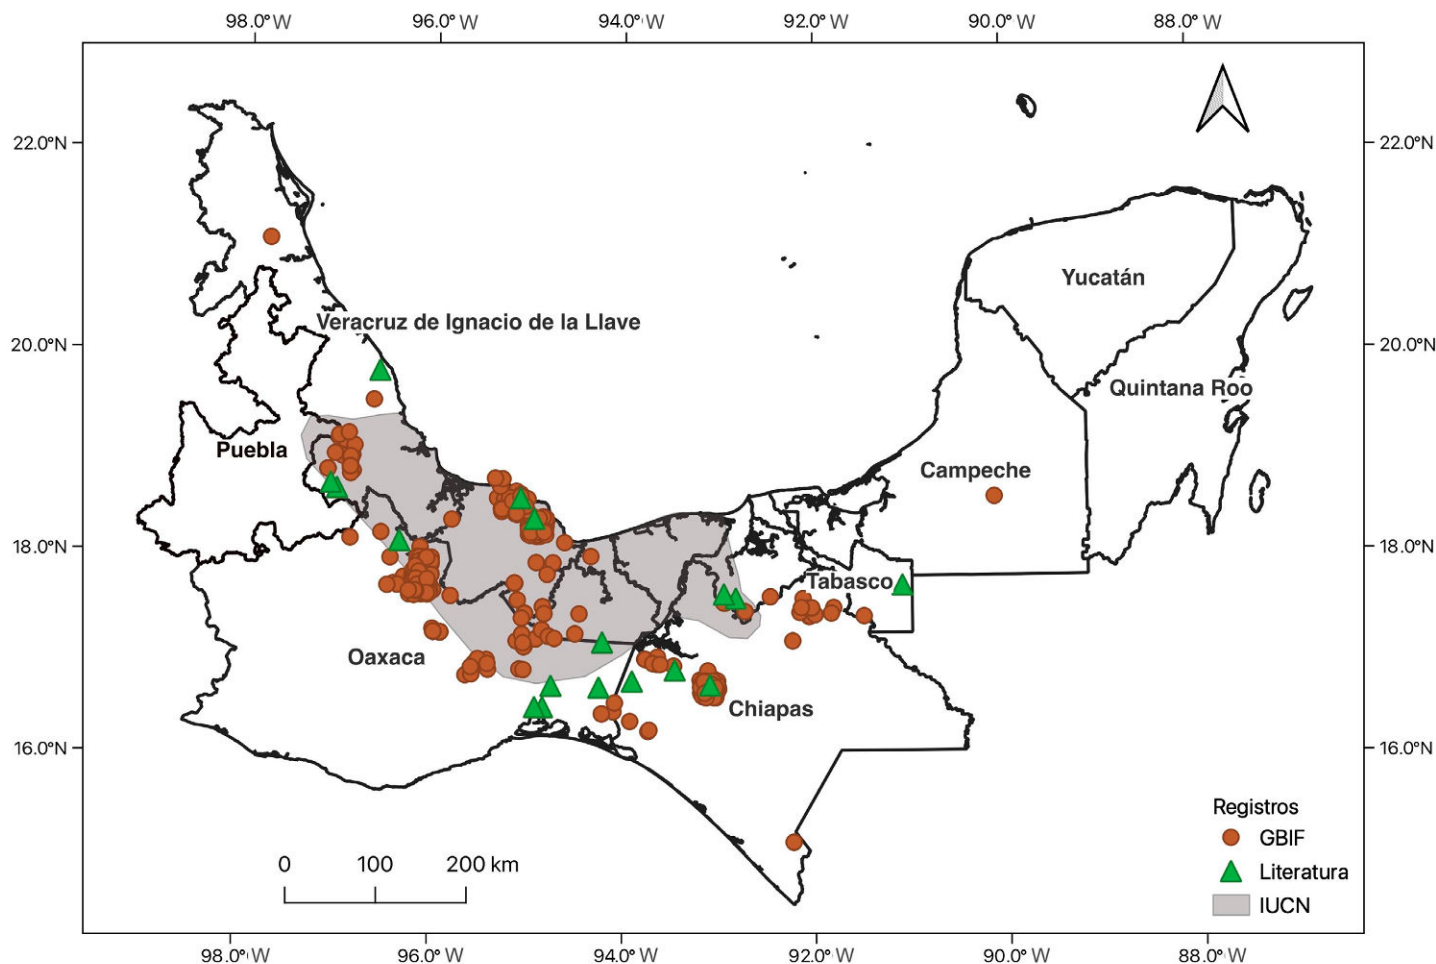 98.0°W 96.0°W 94.0°W 92.0°W 90.0°W 88.0°W
22.0°N 22.0°N
Yucatán
Veracruz de Ignacio de la Llave
20.0°N 20.0°N
Quintana Roo
Puebla
Campeche
18.0°N 18.0°N
Tabasco
Oaxaca
Chiapas
16.0°N 16.0°N
Registros
GBIF
Literatura
IUCN
0 100 200 km
98.0°W 96.0°W 94.0°W 92.0°W 90.0°W 88.0°W